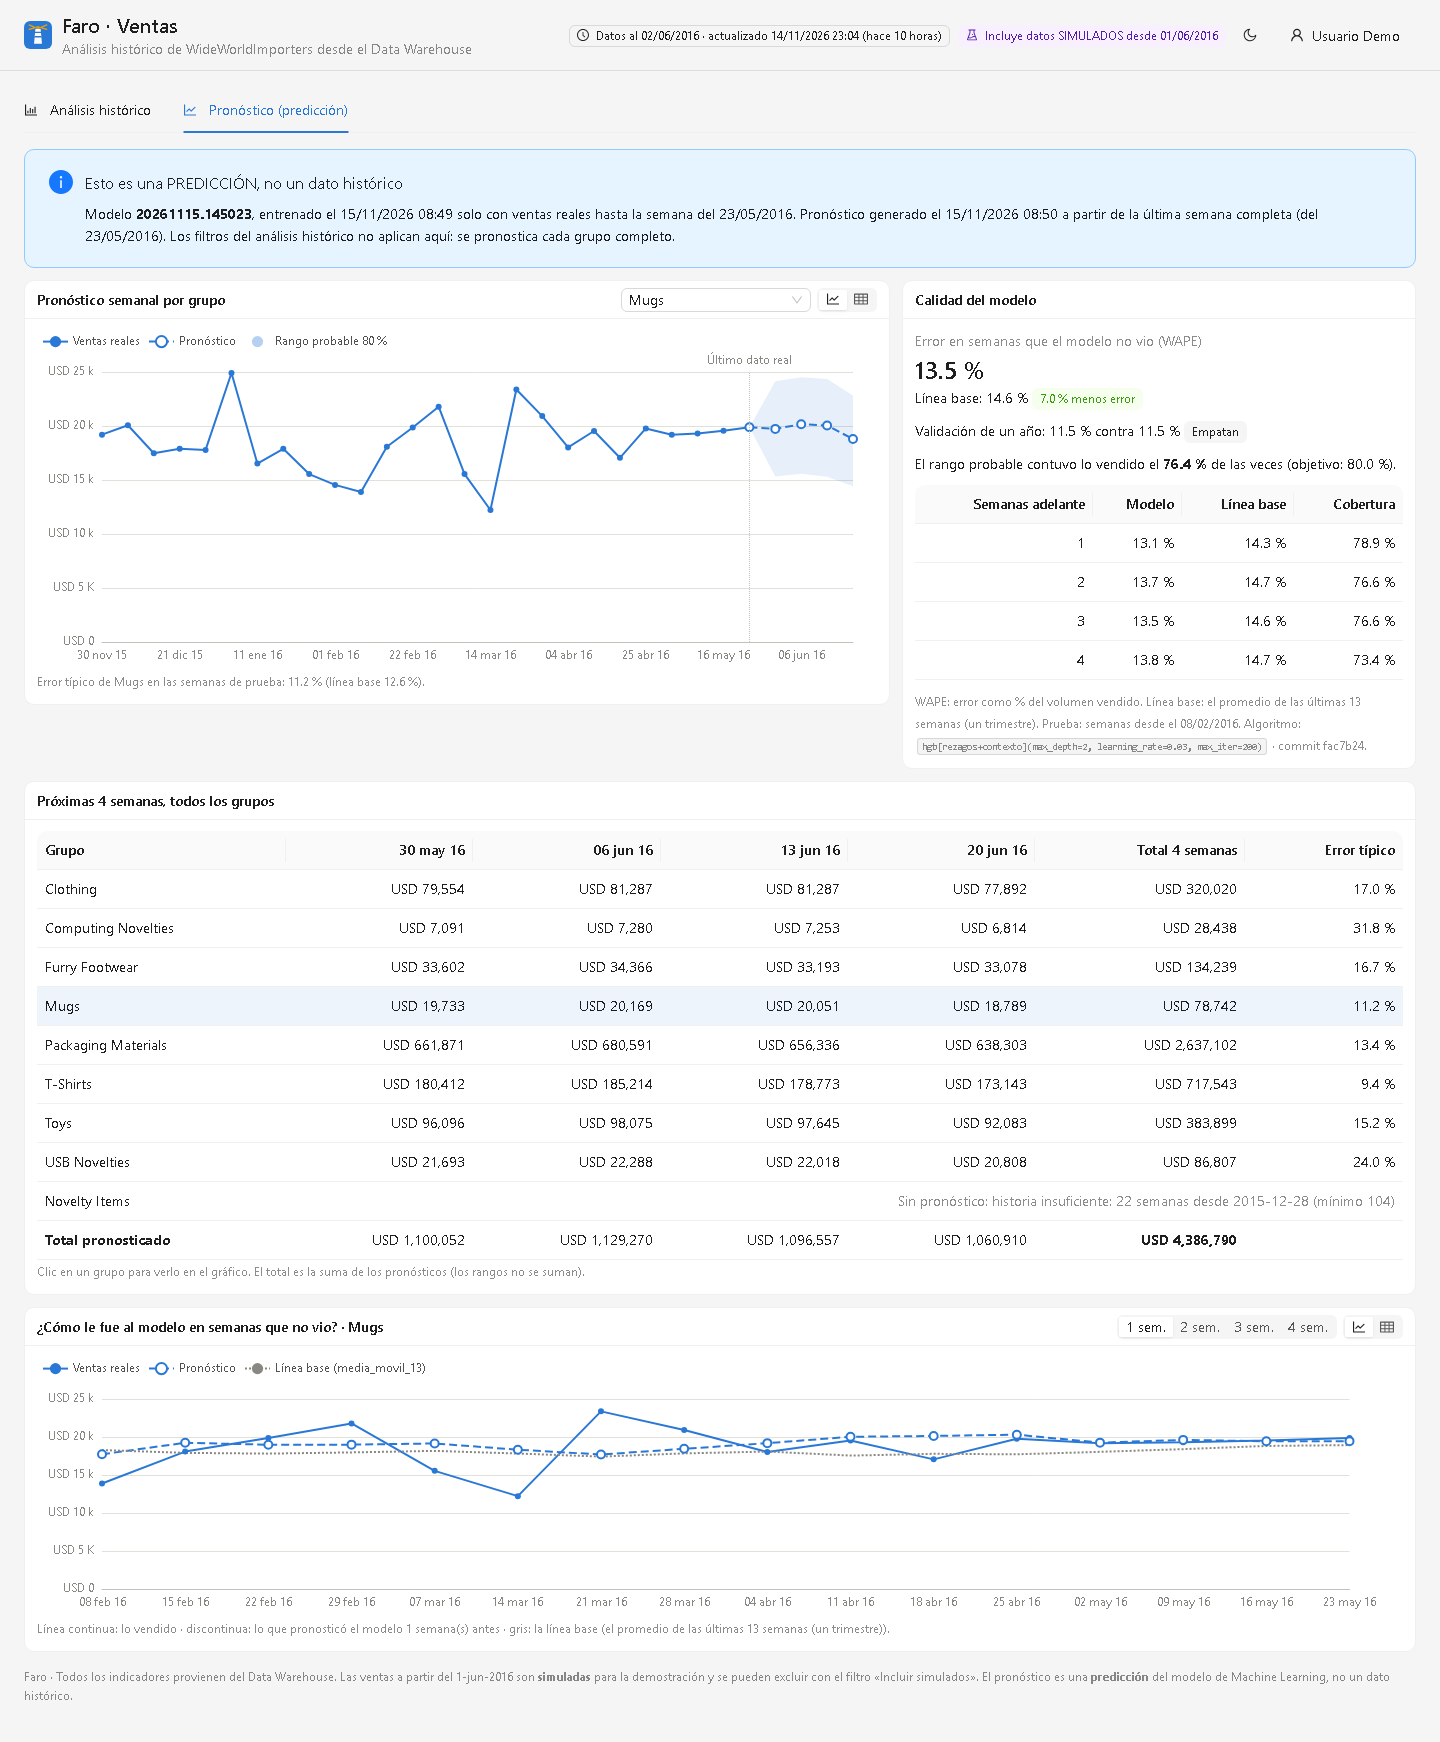 Faro · Ventas
Análisis histórico de WideWorldImporters desde el Data Warehouse
Datos al 02/06/2016 · actualizado 14/11/2026 23:04 (hace 10 horas)
Incluye datos SIMULADOS desde 01/06/2016
Usuario Demo
Análisis histórico
Pronóstico (predicción)
Esto es una PREDICCIÓN, no un dato histórico
Modelo 20261115.145023, entrenado el 15/11/2026 08:49 solo con ventas reales hasta la semana del 23/05/2016. Pronóstico generado el 15/11/2026 08:50 a partir de la última semana completa (del
23/05/2016). Los filtros del análisis histórico no aplican aquí: se pronostica cada grupo completo.
Pronóstico semanal por grupo
Mugs
Ventas reales
Pronóstico
Rango probable 80 %
Último dato real
USD 25 k
USD 20 k
USD 15 k
USD 10 k
USD 5 K
USD 0
30 nov 15
21 dic 15
11 ene 16
01 feb 16
22 feb 16
14 mar 16
04 abr 16
25 abr 16
16 may 16
06 jun 16
Error típico de Mugs en las semanas de prueba: 11.2 % (línea base 12.6 %).
Calidad del modelo
Error en semanas que el modelo no vio (WAPE)
13.5 %
Línea base: 14.6 % 7.0 % menos error
Validación de un año: 11.5 % contra 11.5 % Empatan
El rango probable contuvo lo vendido el 76.4 % de las veces (objetivo: 80.0 %).
Semanas adelante Modelo Línea base Cobertura
1 13.1 % 14.3 % 78.9 %
2 13.7 % 14.7 % 76.6 %
3 13.5 % 14.6 % 76.6 %
4 13.8 % 14.7 % 73.4 %
WAPE: error como % del volumen vendido. Línea base: el promedio de las últimas 13
semanas (un trimestre). Prueba: semanas desde el 08/02/2016. Algoritmo:
hgb[rezagos+contexto](max_depth=2, learning_rate=0.03, max_iter=200) · commit fac7b24.
Próximas 4 semanas, todos los grupos
Grupo 30 may 16 06 jun 16 13 jun 16 20 jun 16 Total 4 semanas Error típico
Clothing USD 79,554 USD 81,287 USD 81,287 USD 77,892 USD 320,020 17.0 %
Computing Novelties USD 7,091 USD 7,280 USD 7,253 USD 6,814 USD 28,438 31.8 %
Furry Footwear USD 33,602 USD 34,366 USD 33,193 USD 33,078 USD 134,239 16.7 %
Mugs USD 19,733 USD 20,169 USD 20,051 USD 18,789 USD 78,742 11.2 %
Packaging Materials USD 661,871 USD 680,591 USD 656,336 USD 638,303 USD 2,637,102 13.4 %
T-Shirts USD 180,412 USD 185,214 USD 178,773 USD 173,143 USD 717,543 9.4 %
Toys USD 96,096 USD 98,075 USD 97,645 USD 92,083 USD 383,899 15.2 %
USB Novelties USD 21,693 USD 22,288 USD 22,018 USD 20,808 USD 86,807 24.0 %
Novelty Items Sin pronóstico: historia insuficiente: 22 semanas desde 2015-12-28 (mínimo 104)
Total pronosticado USD 1,100,052 USD 1,129,270 USD 1,096,557 USD 1,060,910 USD 4,386,790
Clic en un grupo para verlo en el gráfico. El total es la suma de los pronósticos (los rangos no se suman).
¿Cómo le fue al modelo en semanas que no vio? · Mugs
1 sem. 2 sem. 3 sem. 4 sem.
Ventas reales
Pronóstico
Línea base (media_movil_13)
USD 25 k
USD 20 k
USD 15 k
USD 10 k
USD 5 K
USD 0
08 feb 16
15 feb 16
22 feb 16
29 feb 16
07 mar 16
14 mar 16
21 mar 16
28 mar 16
04 abr 16
11 abr 16
18 abr 16
25 abr 16
02 may 16
09 may 16
16 may 16
23 may 16
Línea continua: lo vendido · discontinua: lo que pronosticó el modelo 1 semana(s) antes · gris: la línea base (el promedio de las últimas 13 semanas (un trimestre)).
Faro · Todos los indicadores provienen del Data Warehouse. Las ventas a partir del 1-jun-2016 son simuladas para la demostración y se pueden excluir con el filtro «Incluir simulados». El pronóstico es una predicción del modelo de Machine Learning, no un dato
histórico.